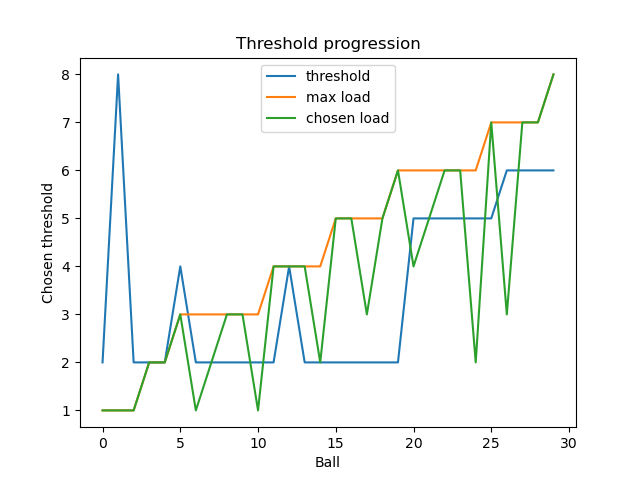 Threshold progression
threshold
max load
chosen load
Chosen threshold
8
7
6
5
4
3
2
1
0 5 10 15 20 25 30
Ball